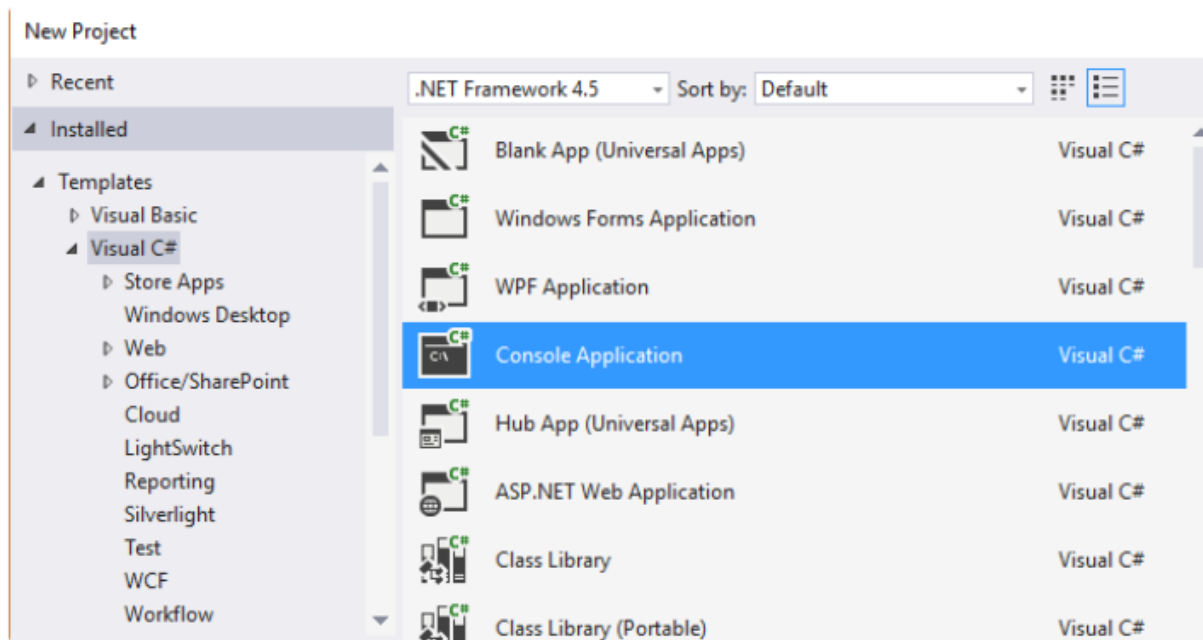 New Project
Recent
Installed
Templates
Visual Basic
Visual C#
Store Apps
Windows Desktop
Web
Office/SharePoint
Cloud
LightSwitch
Reporting
Silverlight
Test
WCF
Workflow
.NET Framework 4.5 Sort by: Default
C# Blank App (Universal Apps) Visual C#
C# Windows Forms Application Visual C#
C# WPF Application Visual C#
C# C:\ Console Application Visual C#
C# Hub App (Universal Apps) Visual C#
C# ASP.NET Web Application Visual C#
C# Class Library Visual C#
C# Class Library (Portable) Visual C#